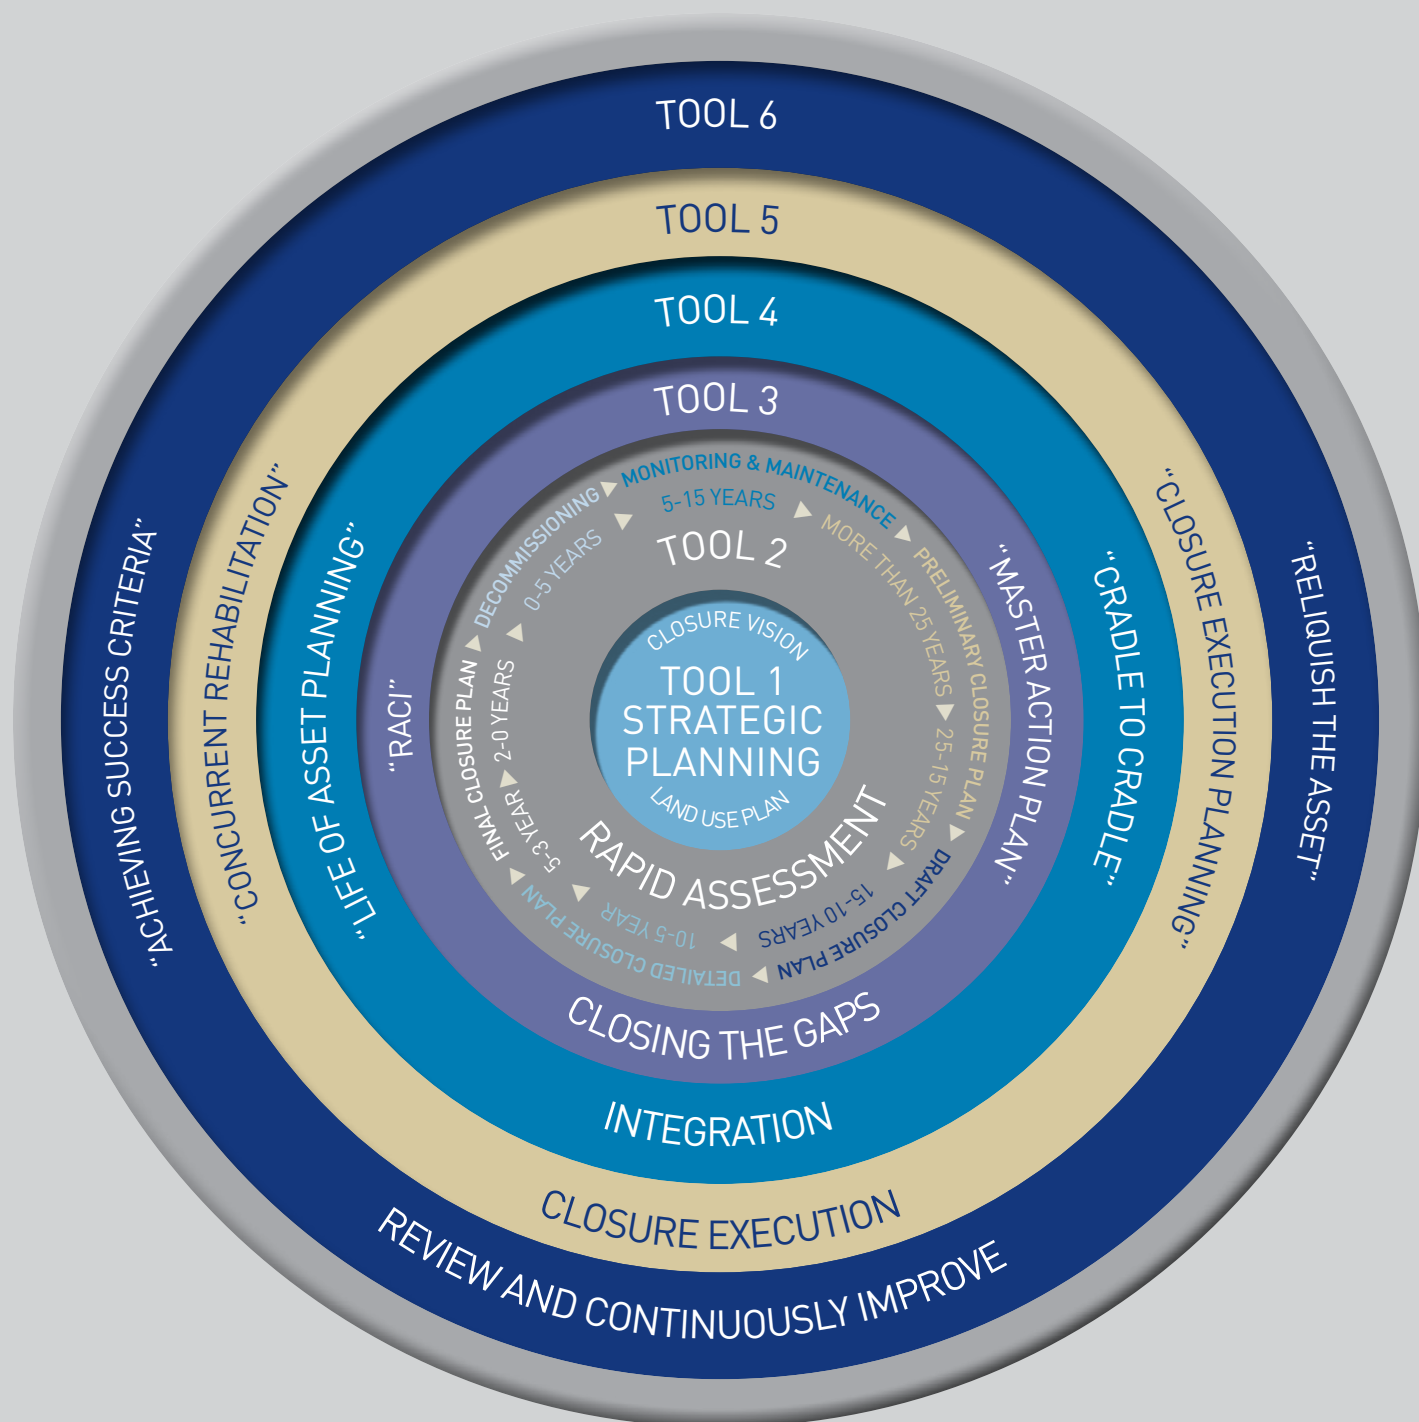 TOOL 6
TOOL 5
TOOL 4
TOOL 3
MONITORING & MAINTENANCE
5-15 YEARS
TOOL 2
DECOMMISSIONING
0-5 YEARS
MORE THAN 25 YEARS
PRELIMINARY CLOSURE PLAN
25-15 YEARS
DRAFT CLOSURE PLAN
15-10 YEARS
DETAILED CLOSURE PLAN
10-5 YEAR
FINAL CLOSURE PLAN
5-3 YEAR
2-0 YEARS
CLOSURE VISION
TOOL 1
STRATEGIC
PLANNING
LAND USE PLAN
RAPID ASSESSMENT
“RACI”
“MASTER ACTION PLAN”
CLOSING THE GAPS
“LIFE OF ASSET PLANNING”
“CRADLE TO CRADLE”
INTEGRATION
“CONCURRENT REHABILITATION”
“CLOSURE EXECUTION PLANNING”
CLOSURE EXECUTION
“ACHIEVING SUCCESS CRITERIA”
“RELIQUISH THE ASSET”
REVIEW AND CONTINUOUSLY IMPROVE